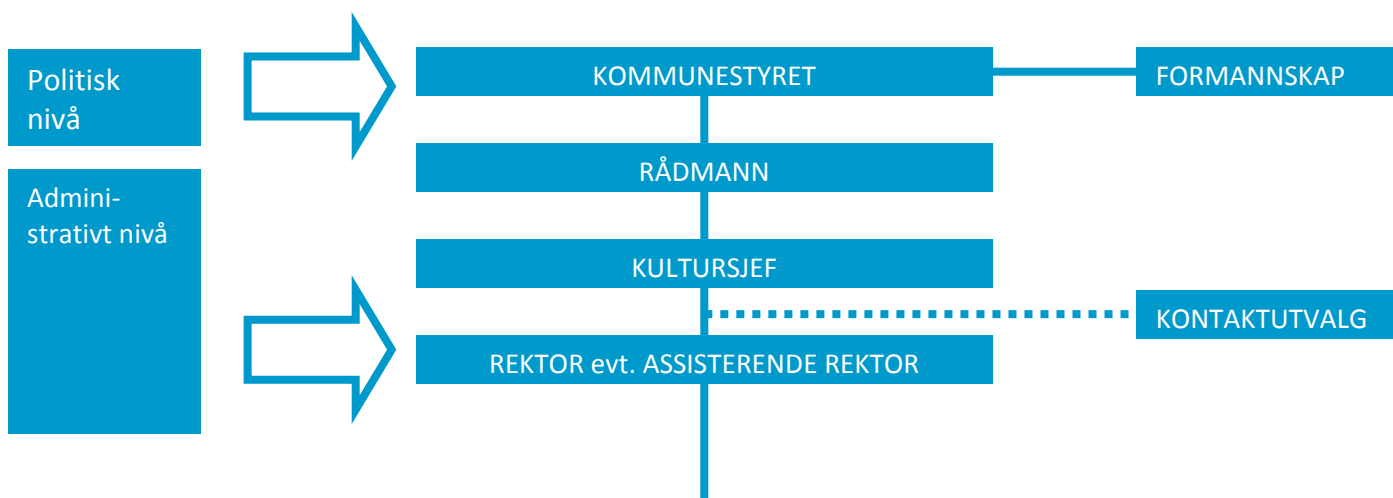 Politisk
nivå
KOMMUNESTYRET
FORMANNSKAP
Admini-
strativt nivå
RÅDMANN
KULTURSJEF
KONTAKTUTVALG
REKTOR evt. ASSISTERENDE REKTOR